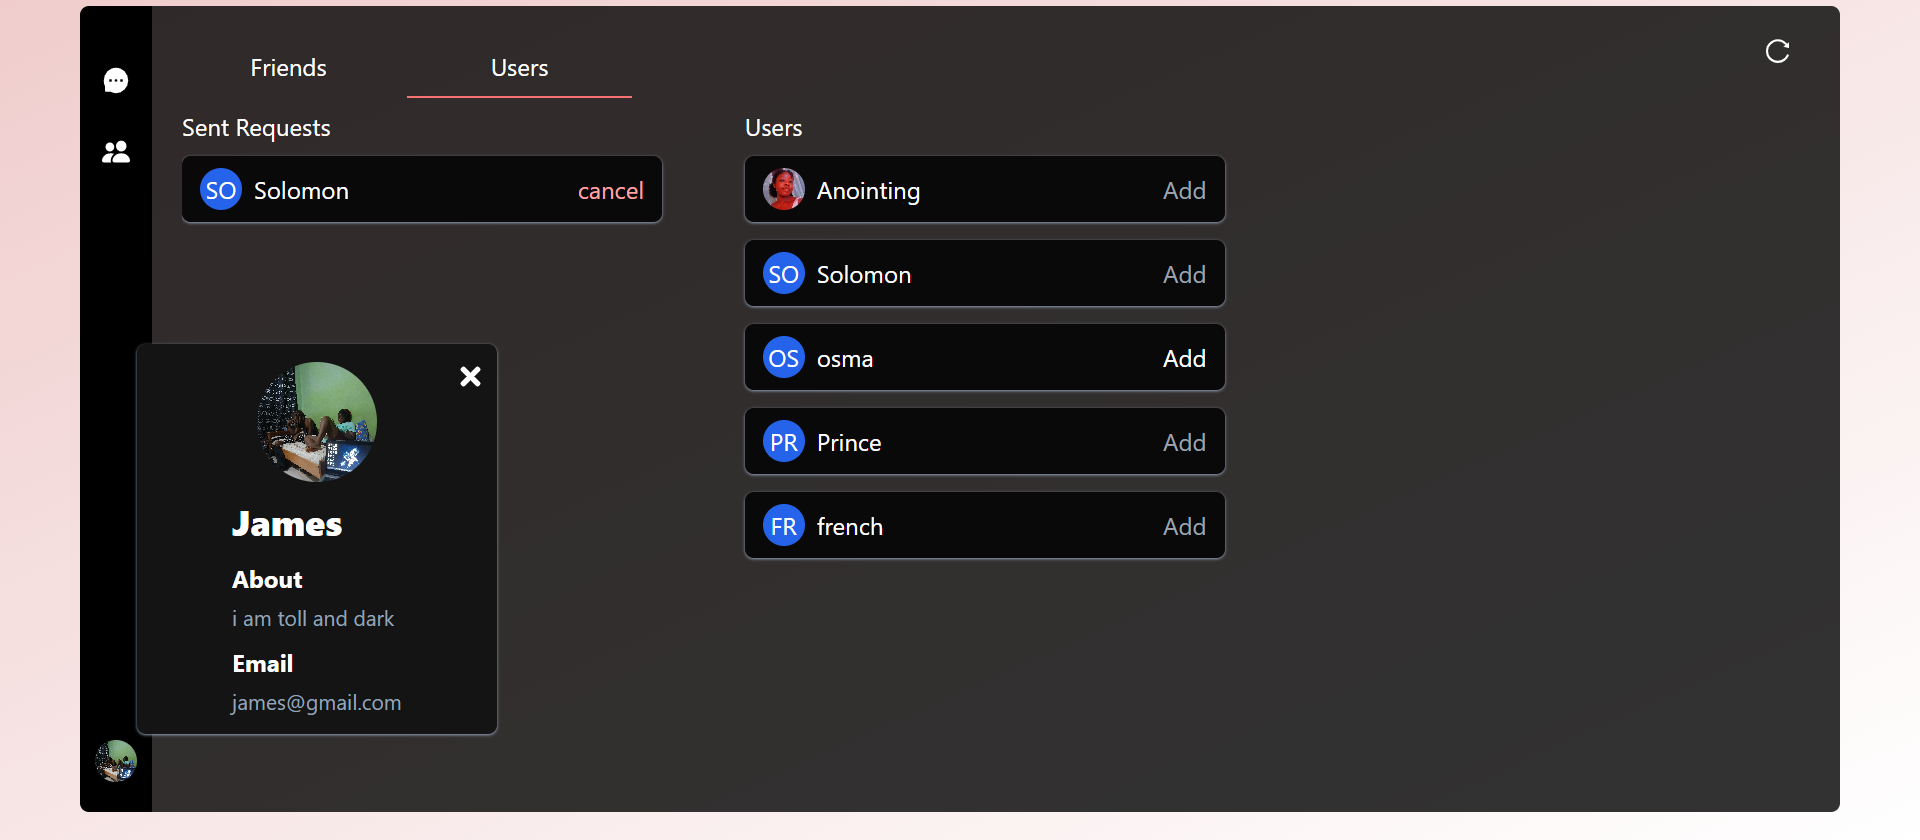 Friends
Users
Sent Requests
SO Solomon cancel
Users
Anointing Add
SO Solomon Add
OS osma Add
PR Prince Add
FR french Add
James
About
i am toll and dark
Email
james@gmail.com